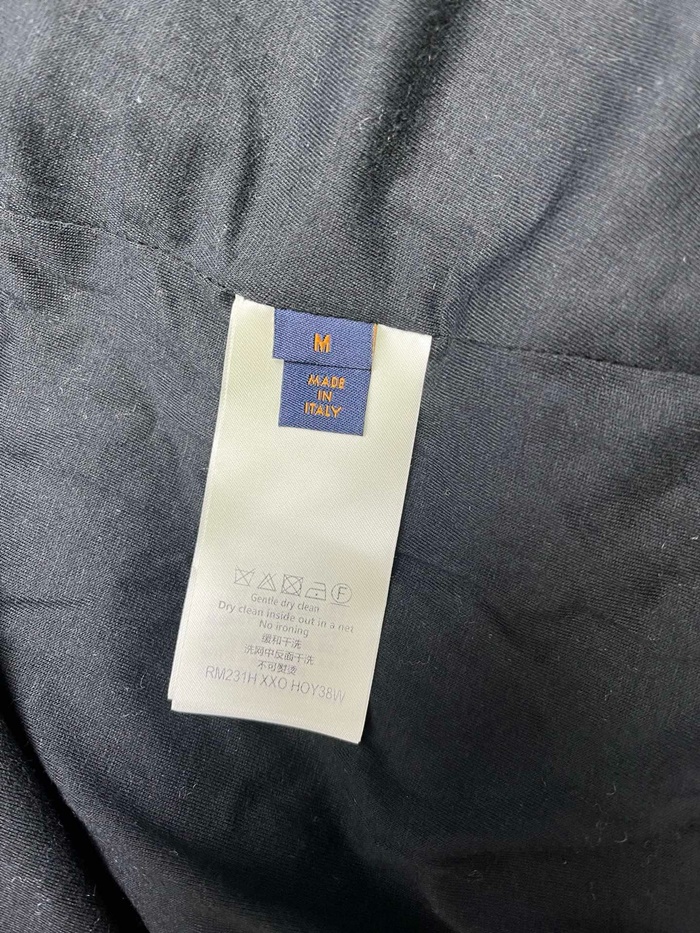 M
MADE
IN
ITALY
F
Gentle dry clean
Dry clean inside out in a net
No ironing
缓和干洗
洗网中反面干洗
不可熨烫
RM231H XXO HOY38W